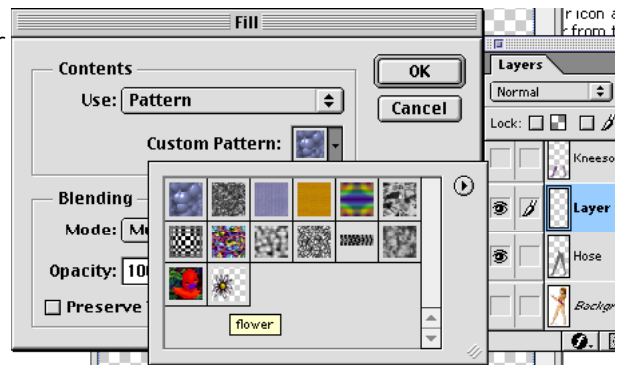 Fill
Contents
Use: Pattern
Custom Pattern:
OK
Cancel
Blending
Mode:
Opacity:
Preserve
flower
r icon
r from
Layers
Normal
Lock:
Layer
Hose